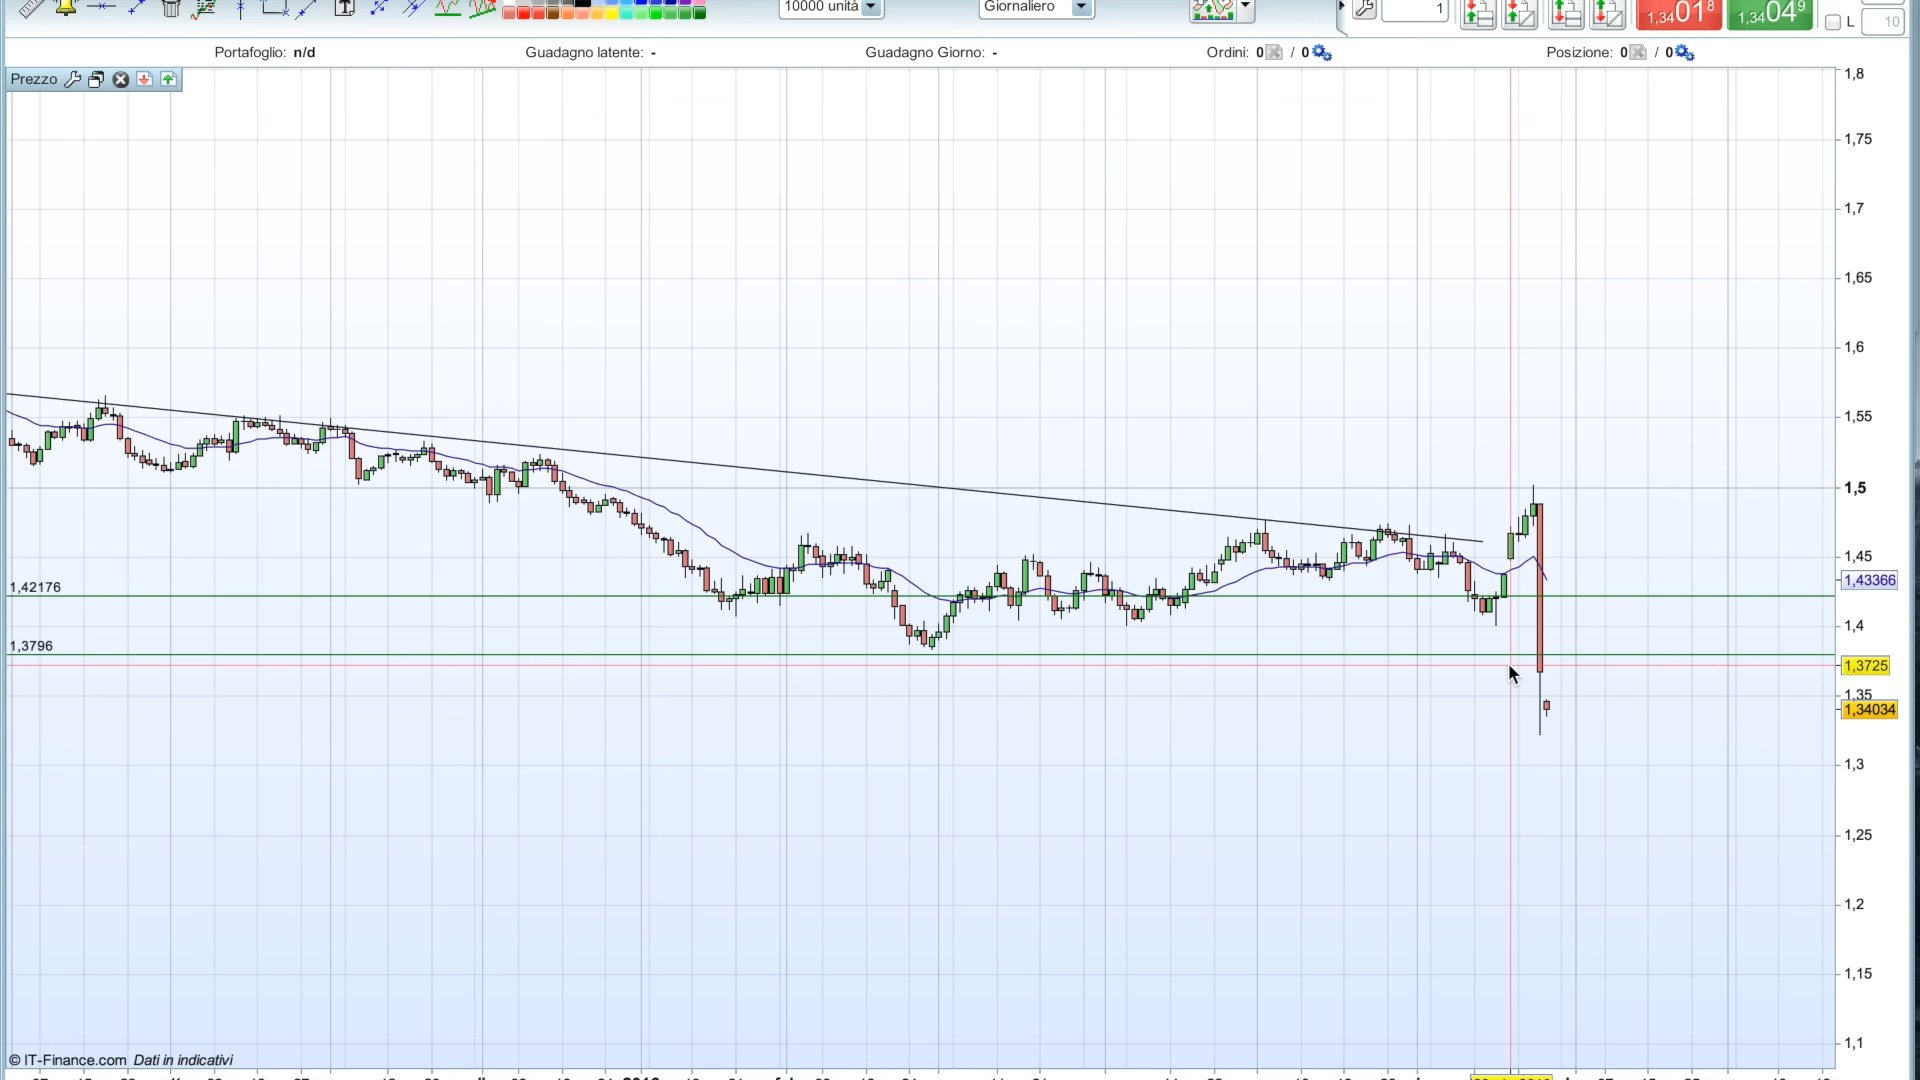 10000 unità
Giornaliero
1
1,34018
1,34049
L
10
Portafoglio: n/d
Guadagno latente: -
Guadagno Giorno: -
Ordini: 0 / 0
Posizione: 0 / 0
Prezzo
1,8
1,75
1,7
1,65
1,6
1,55
1,5
1,45
1,43366
1,42176
1,4
1,3796
1,3725
1,35
1,34034
1,3
1,25
1,2
1,15
1,1
© IT-Finance.com Dati in indicativi